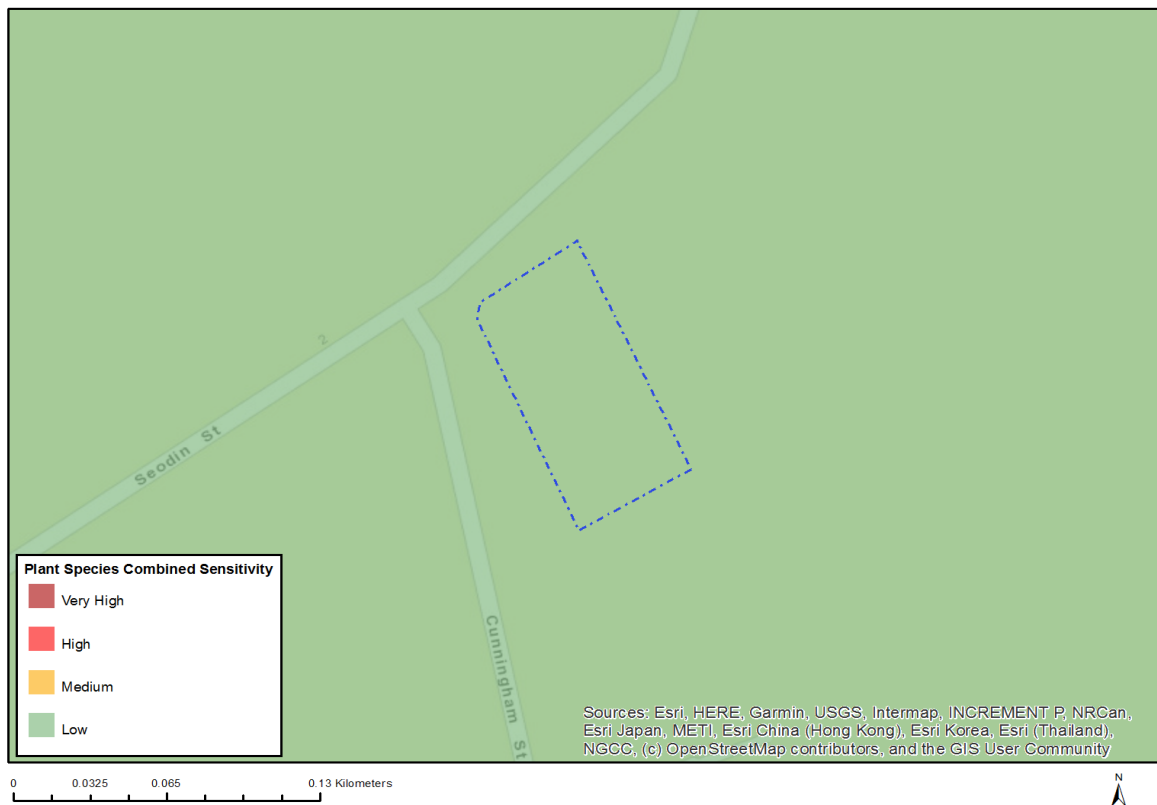 2
Seodin St
Cunningham St
Plant Species Combined Sensitivity
Very High
High
Medium
Low
Sources: Esri, HERE, Garmin, USGS, Intermap, INCREMENT P, NRCan,
Esri Japan, METI, Esri China (Hong Kong), Esri Korea, Esri (Thailand),
NGCC, (c) OpenStreetMap contributors, and the GIS User Community
0 0.0325 0.065 0.13 Kilometers
N